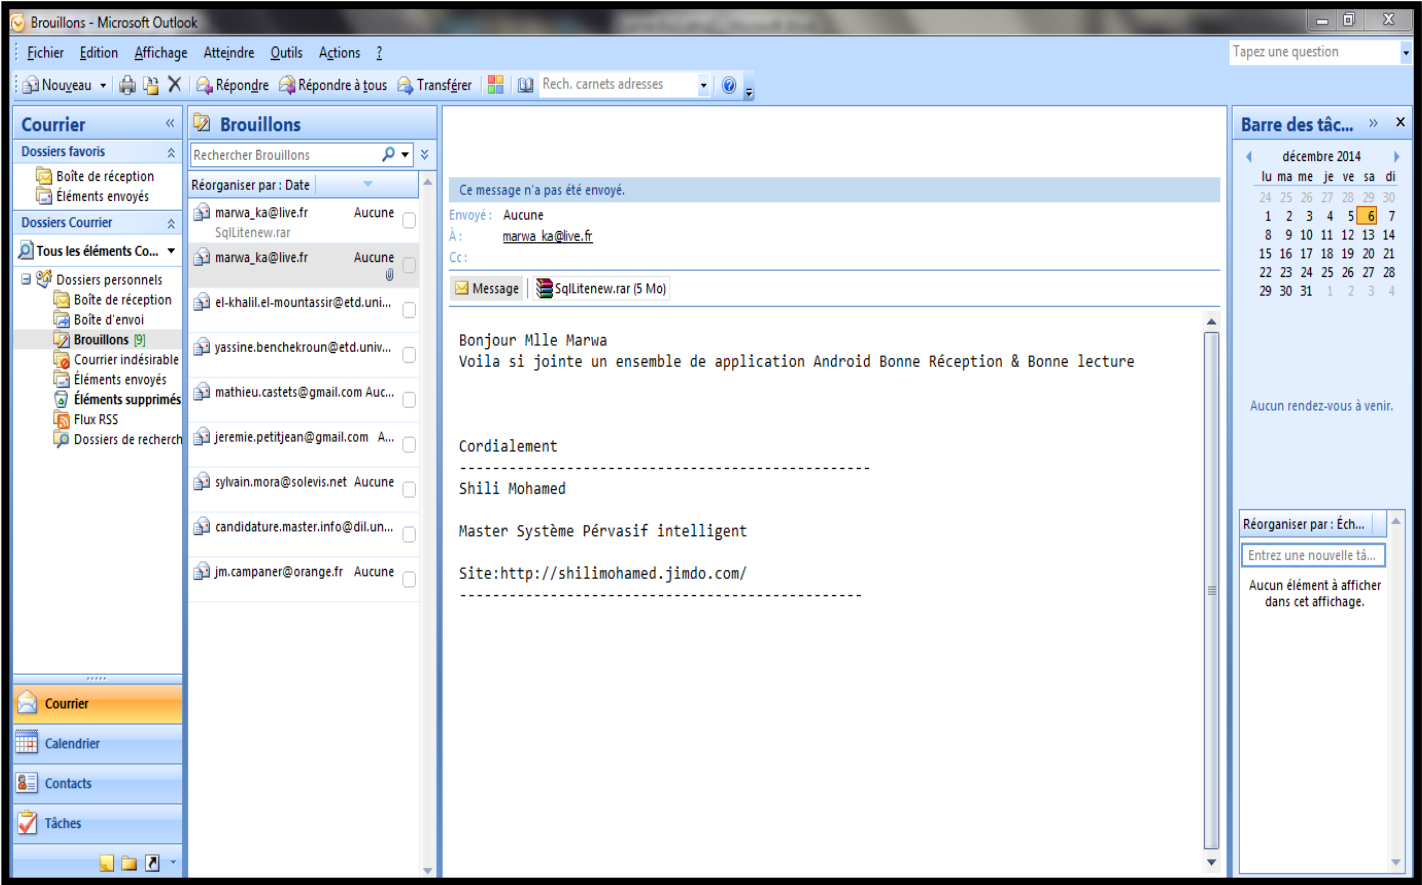 Brouillons - Microsoft Outlook
Fichier Edition Affichage Atteindre Outils Actions ?
Tapez une question
Nouveau Répondre Répondre à tous Transférer Rech. carnets adresses
Courrier «
Dossiers favoris
Boîte de réception
Éléments envoyés
Dossiers Courrier
Tous les éléments Co...
Dossiers personnels
Boîte de réception
Boîte d'envoi
Brouillons [9]
Courrier indésirable
Éléments envoyés
Éléments supprimés
Flux RSS
Dossiers de recherch
Courrier
Calendrier
Contacts
Tâches
Brouillons
Rechercher Brouillons
Réorganiser par : Date
marwa_ka@live.fr Aucune
SqlLitenew.rar
marwa_ka@live.fr Aucune
el-khalil.el-mountassir@etd.uni...
yassine.benchekroun@etd.univ...
mathieu.castets@gmail.com Auc...
jeremie.petitjean@gmail.com A...
sylvain.mora@solevis.net Aucune
candidature.master.info@dil.un...
jm.campaner@orange.fr Aucune
Ce message n'a pas été envoyé.
Envoyé : Aucune
À : marwa_ka@live.fr
Cc :
Message SqlLitenew.rar (5 Mo)
Bonjour Mlle Marwa
Voila si jointe un ensemble de application Android Bonne Réception & Bonne lecture
Cordialement
--------------------------------------------------
Shili Mohamed
Master Système Pérvasif intelligent
Site:http://shilimohamed.jimdo.com/
-------------------------------------------------
Barre des tâc... » X
décembre 2014
lu ma me je ve sa di
24 25 26 27 28 29 30
1 2 3 4 5 6 7
8 9 10 11 12 13 14
15 16 17 18 19 20 21
22 23 24 25 26 27 28
29 30 31 1 2 3 4
Aucun rendez-vous à venir.
Réorganiser par : Éch...
Entrez une nouvelle tâ...
Aucun élément à afficher
dans cet affichage.